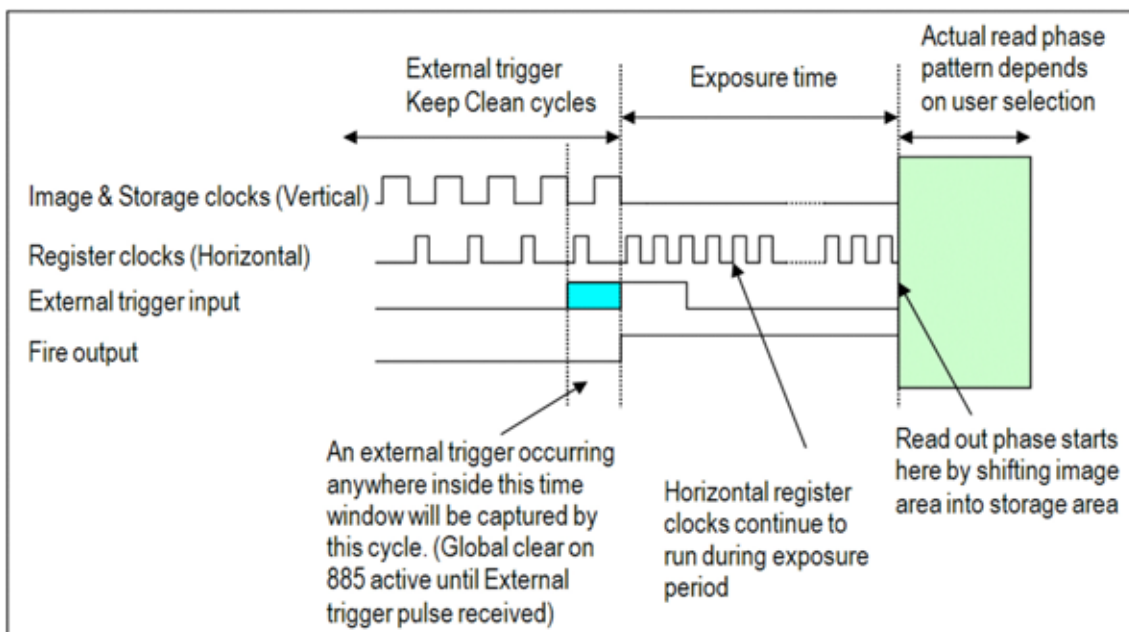 External trigger
Keep Clean cycles
Exposure time
Actual read phase
pattern depends
on user selection
Image & Storage clocks (Vertical)
Register clocks (Horizontal)
External trigger input
Fire output
An external trigger occurring
anywhere inside this time
window will be captured by
this cycle. (Global clear on
885 active until External
trigger pulse received)
Horizontal register
clocks continue to
run during exposure
period
Read out phase starts
here by shifting image
area into storage area